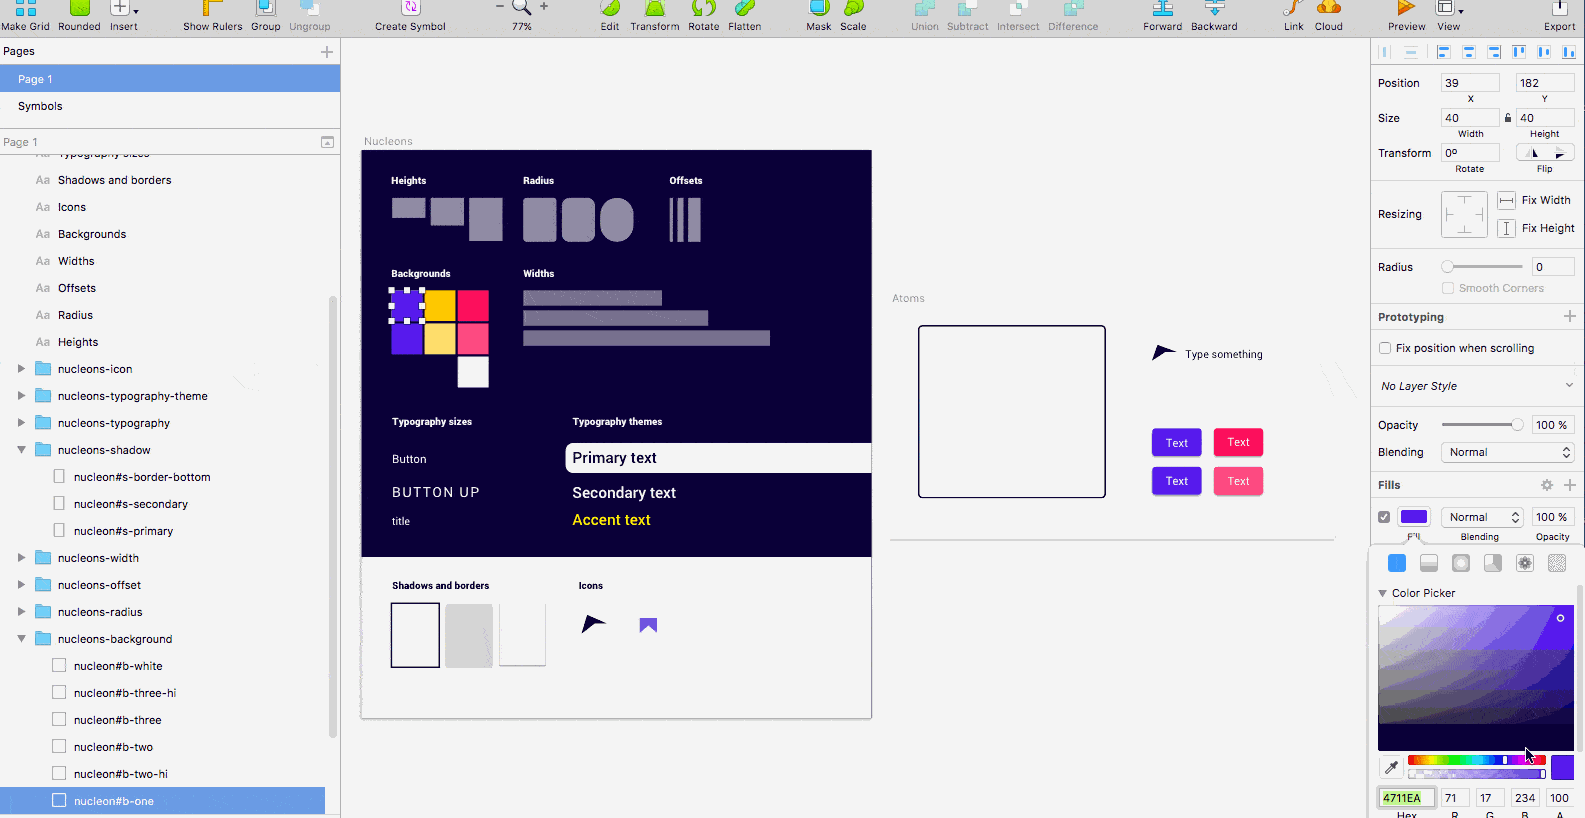 Make Grid Rounded Insert Show Rulers Group Ungroup Create Symbol 77% Edit Transform Rotate Flatten Mask Scale Union Subtract Intersect Difference Forward Backward Link Cloud Preview View Export
Pages
Page 1
Symbols
Page 1
Typography sizes
Aa Shadows and borders
Aa Icons
Aa Backgrounds
Aa Widths
Aa Offsets
Aa Radius
Aa Heights
nucleons-icon
nucleons-typography-theme
nucleons-typography
nucleons-shadow
nucleon#s-border-bottom
nucleon#s-secondary
nucleon#s-primary
nucleons-width
nucleons-offset
nucleons-radius
nucleons-background
nucleon#b-white
nucleon#b-three-hi
nucleon#b-three
nucleon#b-two
nucleon#b-two-hi
nucleon#b-one
Nucleons
Heights Radius Offsets
Backgrounds Widths
Typography sizes Typography themes
Button Primary text
BUTTON UP Secondary text
title Accent text
Shadows and borders Icons
Atoms
Type something
Text Text
Text Text
Position 39 182
X Y
Size 40 40
Width Height
Transform 0º
Rotate Flip
Resizing Fix Width
Fix Height
Radius 0
Smooth Corners
Prototyping
Fix position when scrolling
No Layer Style
Opacity 100 %
Blending Normal
Fills
Normal 100 %
Fill Blending Opacity
Color Picker
4711EA 71 17 234 100
Hex R G B A